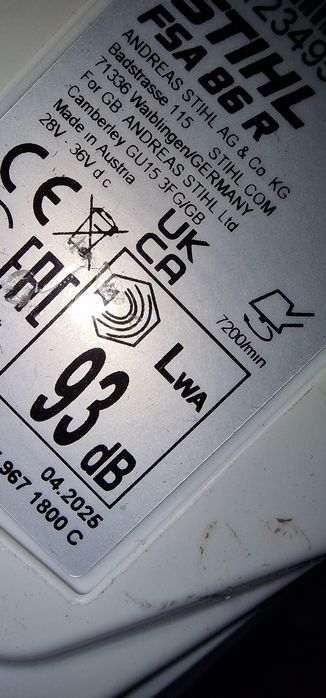 STIHL
FSA 86 R
ANDREAS STIHL AG & Co. KG
Badstrasse 115 STIHL.COM
71336 Waiblingen/GERMANY
For GB: ANDREAS STIHL Ltd
Camberley GU15 3FG/GB
Made in Austria
28V - 36V d c
CE
UK
CA
EAC
7200/min
LWA
93 dB
04.2025
967 1800 C